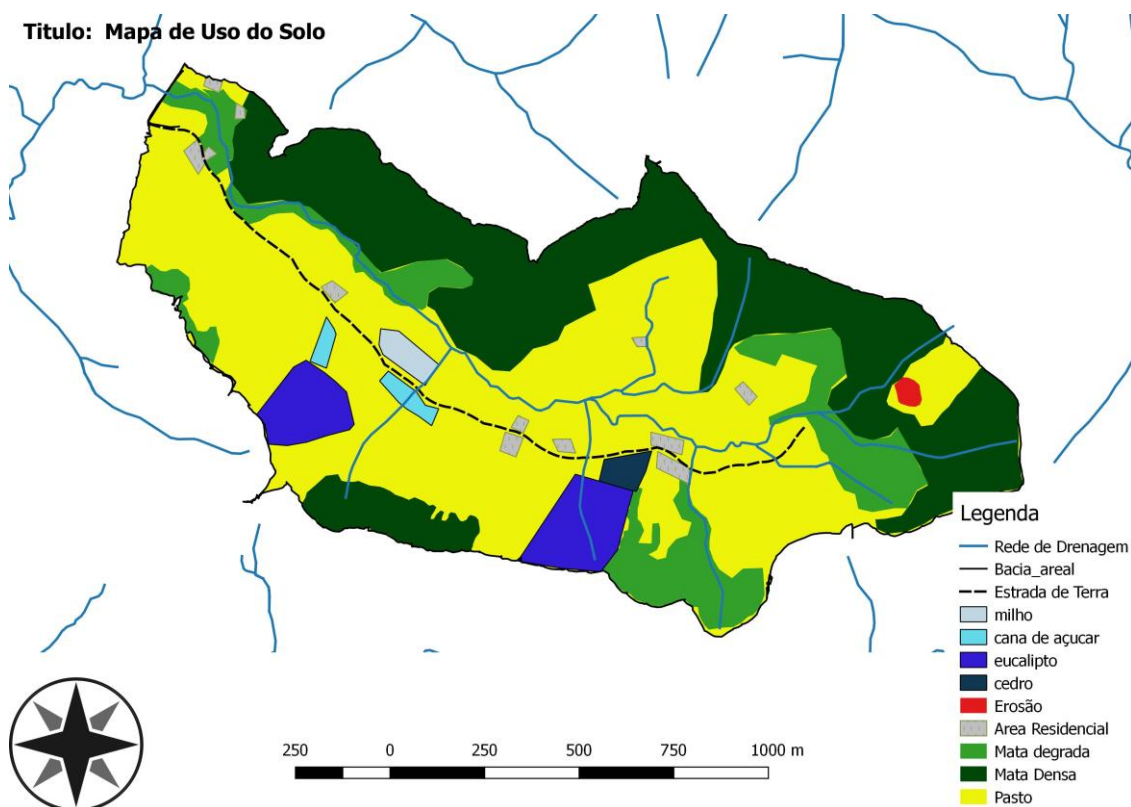 Titulo: Mapa de Uso do Solo
Legenda
Rede de Drenagem
Bacia_areal
Estrada de Terra
milho
cana de açucar
eucalipto
cedro
Erosão
Area Residencial
Mata degrada
Mata Densa
Pasto
250 0 250 500 750 1000 m